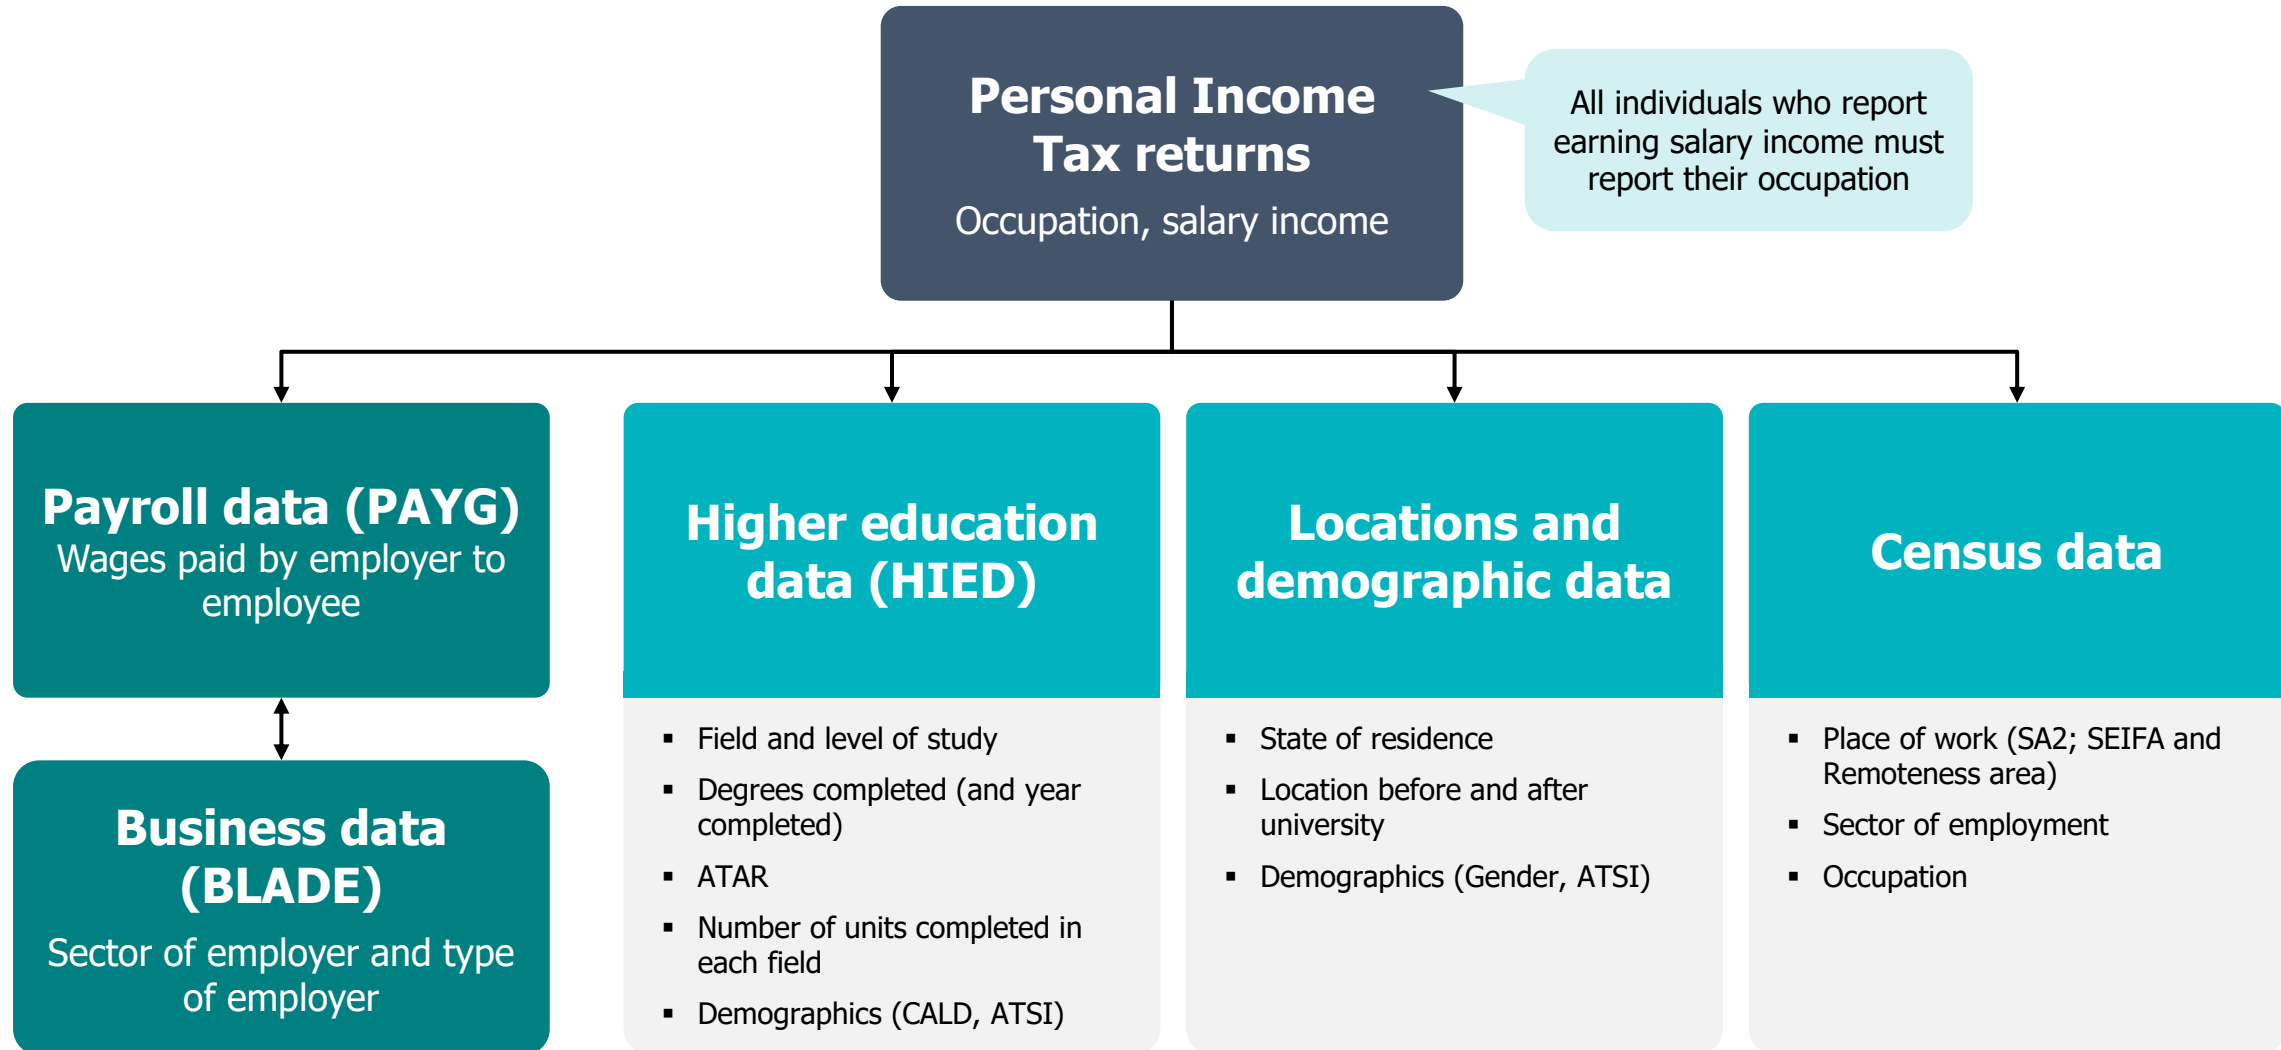 Personal Income
Tax returns
Occupation, salary income
All individuals who report
earning salary income must
report their occupation
Payroll data (PAYG)
Wages paid by employer to
employee
Business data
(BLADE)
Sector of employer and type
of employer
Higher education
data (HIED)
▪ Field and level of study
▪ Degrees completed (and year
completed)
▪ ATAR
▪ Number of units completed in
each field
▪ Demographics (CALD, ATSI)
Locations and
demographic data
▪ State of residence
▪ Location before and after
university
▪ Demographics (Gender, ATSI)
Census data
▪ Place of work (SA2; SEIFA and
Remoteness area)
▪ Sector of employment
▪ Occupation